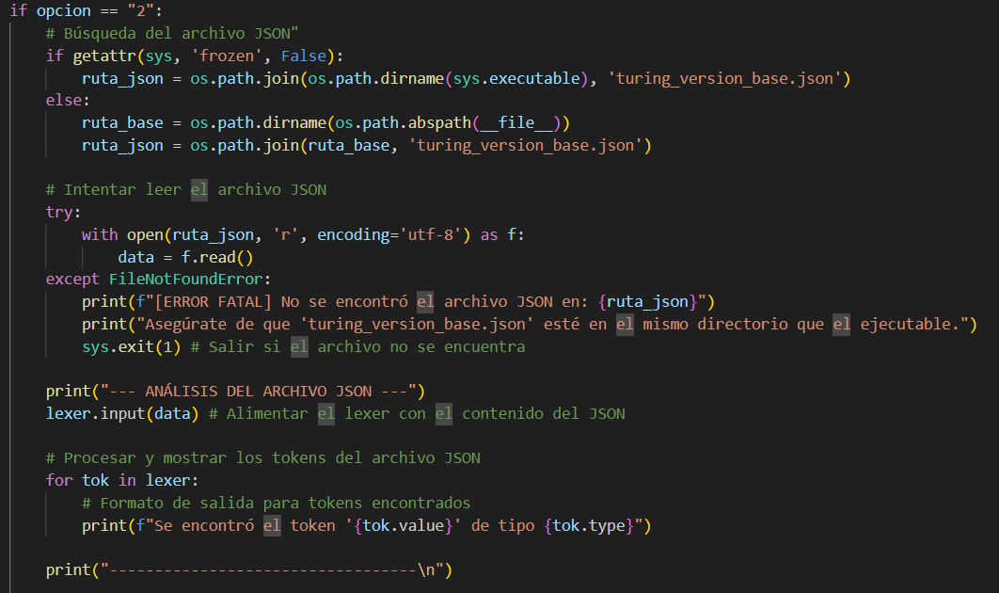 if opcion == "2":
    # Búsqueda del archivo JSON"
    if getattr(sys, 'frozen', False):
        ruta_json = os.path.join(os.path.dirname(sys.executable), 'turing_version_base.json')
    else:
        ruta_base = os.path.dirname(os.path.abspath(__file__))
        ruta_json = os.path.join(ruta_base, 'turing_version_base.json')

    # Intentar leer el archivo JSON
    try:
        with open(ruta_json, 'r', encoding='utf-8') as f:
            data = f.read()
    except FileNotFoundError:
        print(f"[ERROR FATAL] No se encontró el archivo JSON en: {ruta_json}")
        print("Asegúrate de que 'turing_version_base.json' esté en el mismo directorio que el ejecutable.")
        sys.exit(1) # Salir si el archivo no se encuentra

    print("--- ANÁLISIS DEL ARCHIVO JSON ---")
    lexer.input(data) # Alimentar el lexer con el contenido del JSON

    # Procesar y mostrar los tokens del archivo JSON
    for tok in lexer:
        # Formato de salida para tokens encontrados
        print(f"Se encontró el token '{tok.value}' de tipo {tok.type}")

    print("----------------------------------\n")